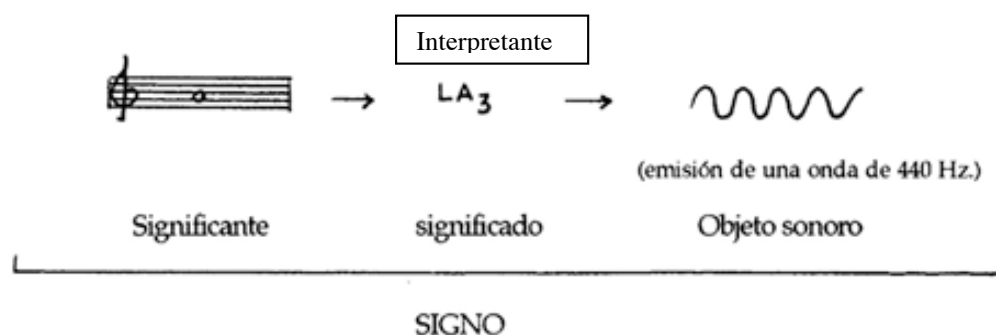 Interpretante
LA3
(emisión de una onda de 440 Hz.)
Significante significado Objeto sonoro
SIGNO